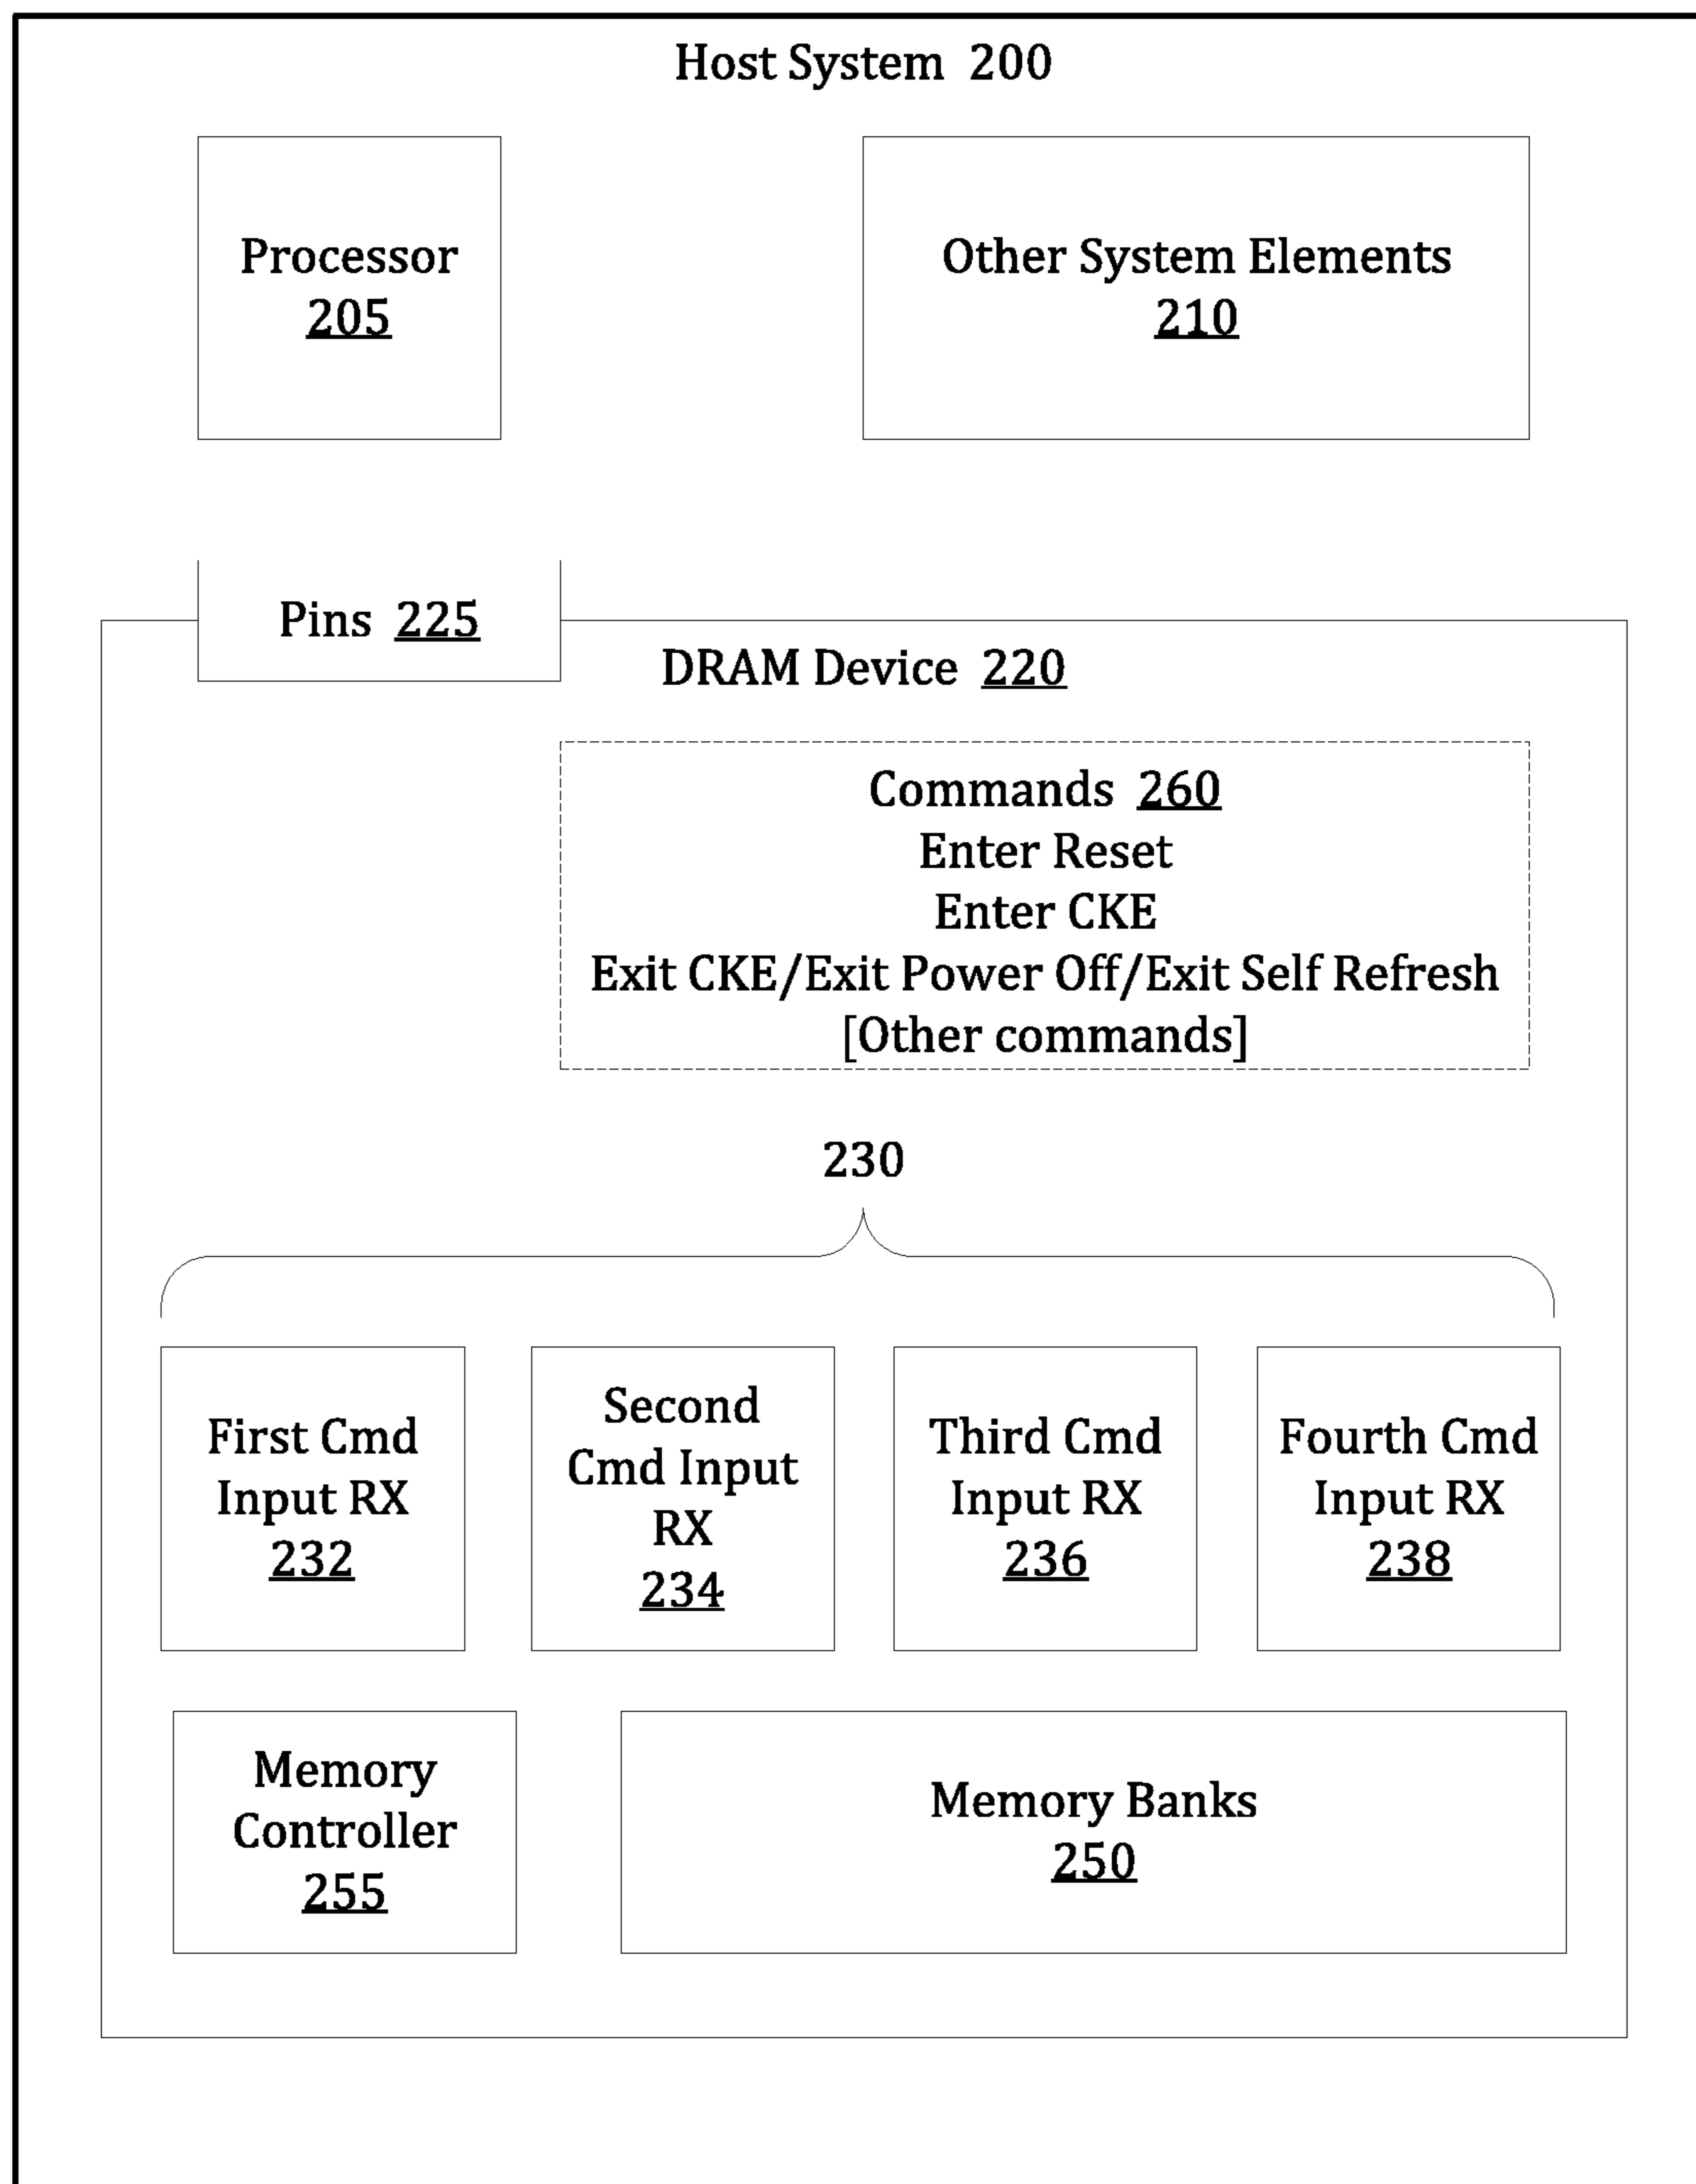 Host System 200
Processor
205
Other System Elements
210
Pins 225
DRAM Device 220
Commands 260
Enter Reset
Enter CKE
Exit CKE/Exit Power Off/Exit Self Refresh
[Other commands]
230
First Cmd
Input RX
232
Second
Cmd Input
RX
234
Third Cmd
Input RX
236
Fourth Cmd
Input RX
238
Memory
Controller
255
Memory Banks
250